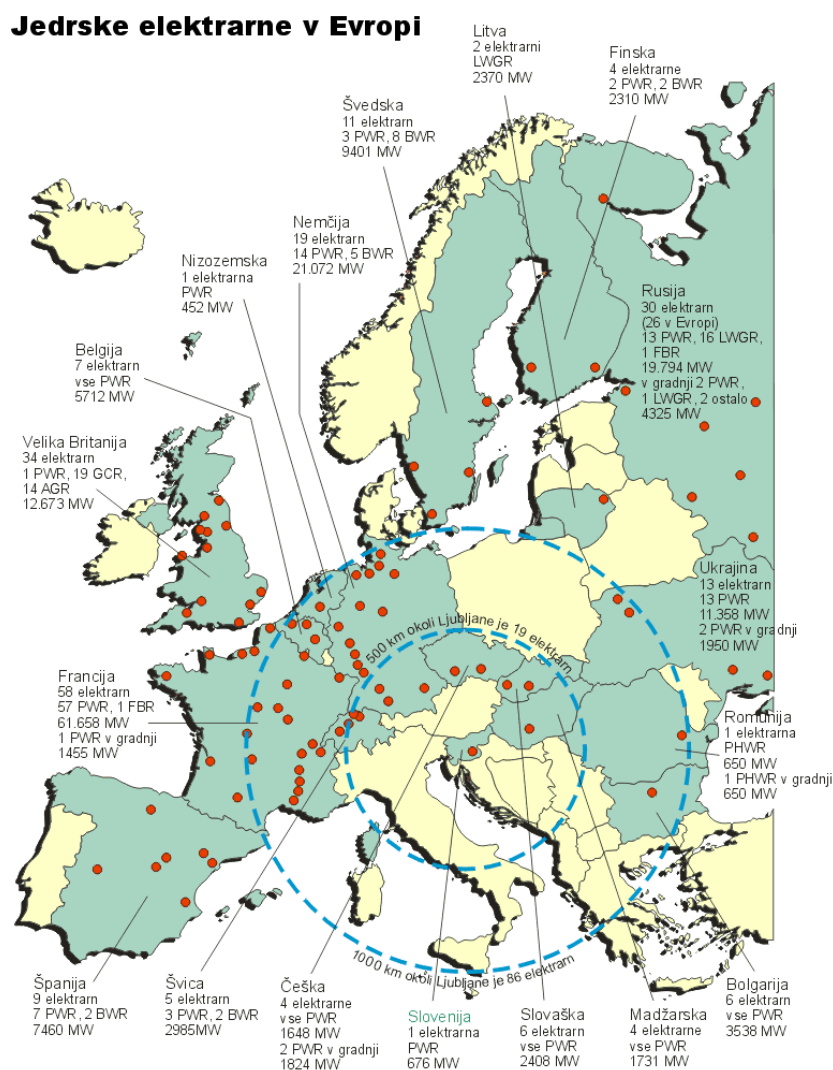 Jedrske elektrarne v Evropi
Litva
2 elektrarni
LWGR
2370 MW
Finska
4 elektrarne
2 PWR, 2 BWR
2310 MW
Švedska
11 elektrarn
3 PWR, 8 BWR
9401 MW
Nemčija
19 elektrarn
14 PWR, 5 BWR
21.072 MW
Nizozemska
1 elektrarna
PWR
452 MW
Rusija
30 elektrarn
(26 v Evropi)
13 PWR, 16 LWGR,
1 FBR
19.794 MW
v gradnji 2 PWR,
1 LWGR, 2 ostalo
4325 MW
Belgija
7 elektrarn
vse PWR
5712 MW
Velika Britanija
34 elektrarn
1 PWR, 19 GCR,
14 AGR
12.673 MW
Ukrajina
13 elektrarn
13 PWR
11.358 MW
2 PWR v gradnji
1950 MW
500 km okoli Ljubljane je 19 elektrarn
Francija
58 elektrarn
57 PWR, 1 FBR
61.658 MW
1 PWR v gradnji
1455 MW
Romunija
1 elektrarna
PHWR
650 MW
1 PHWR v gradnji
650 MW
1000 km okoli Ljubljane je 86 elektrarn
Španija
9 elektrarn
7 PWR, 2 BWR
7460 MW
Švica
5 elektrarn
3 PWR, 2 BWR
2985MW
Češka
4 elektrarne
vse PWR
1648 MW
2 PWR v gradnji
1824 MW
Slovenija
1 elektrarna
PWR
676 MW
Slovaška
6 elektrarn
vse PWR
2408 MW
Madžarska
4 elektrarne
vse PWR
1731 MW
Bolgarija
6 elektrarn
vse PWR
3538 MW